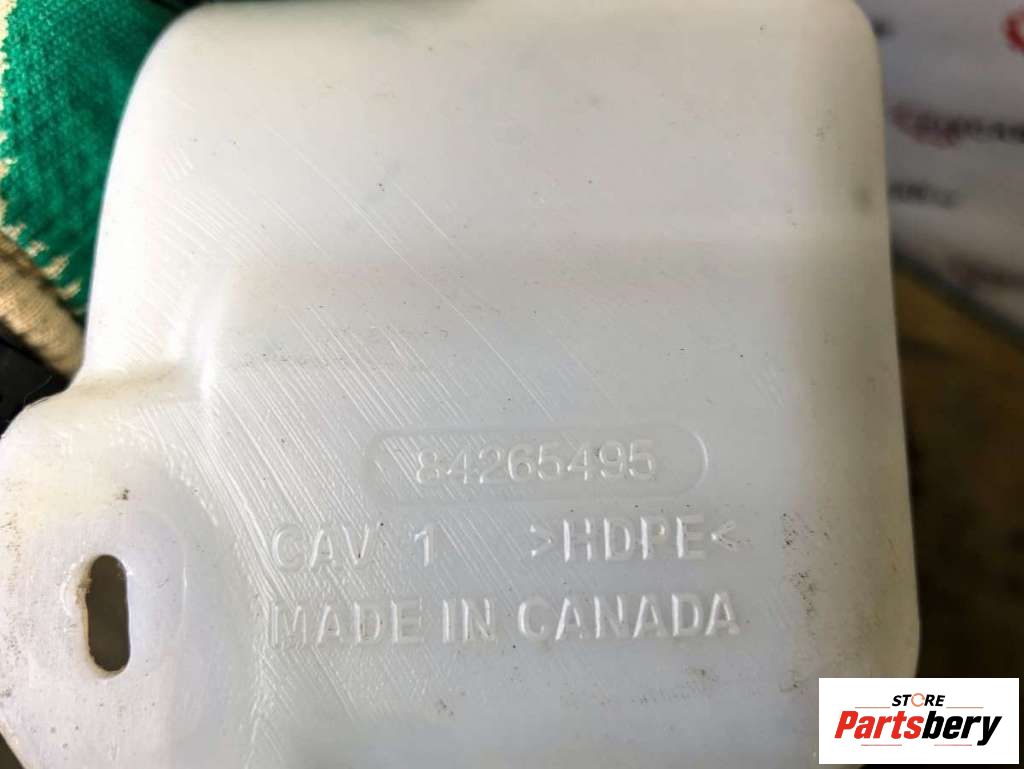 84265495
CAV 1 >HDPE<
MADE IN CANADA
STORE
Partsbery